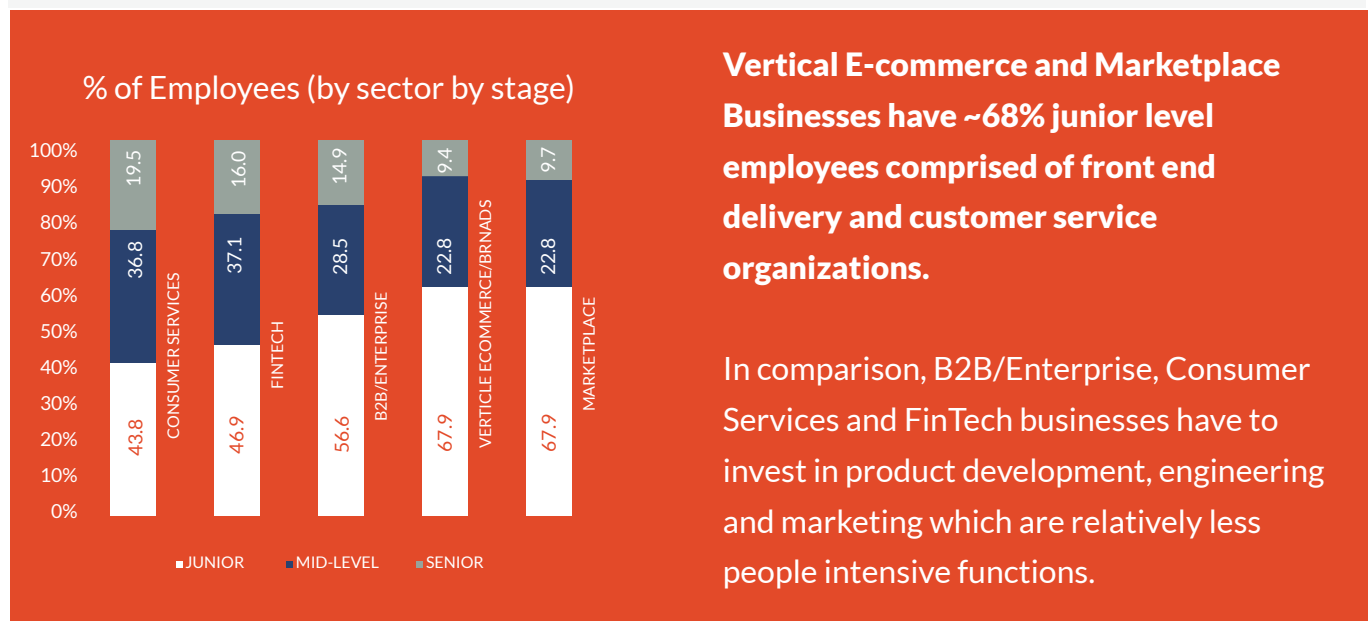 % of Employees (by sector by stage)
100%
90%
80%
70%
60%
50%
40%
30%
20%
10%
0%
19.5
36.8
43.8
CONSUMER SERVICES
16.0
37.1
46.9
FINTECH
14.9
28.5
56.6
B2B/ENTERPRISE
9.4
22.8
67.9
VERTICLE ECOMMERCE/BRNADS
9.7
22.8
67.9
MARKETPLACE
JUNIOR
MID-LEVEL
SENIOR
Vertical E-commerce and Marketplace
Businesses have ~68% junior level
employees comprised of front end
delivery and customer service
organizations.
In comparison, B2B/Enterprise, Consumer
Services and FinTech businesses have to
invest in product development, engineering
and marketing which are relatively less
people intensive functions.